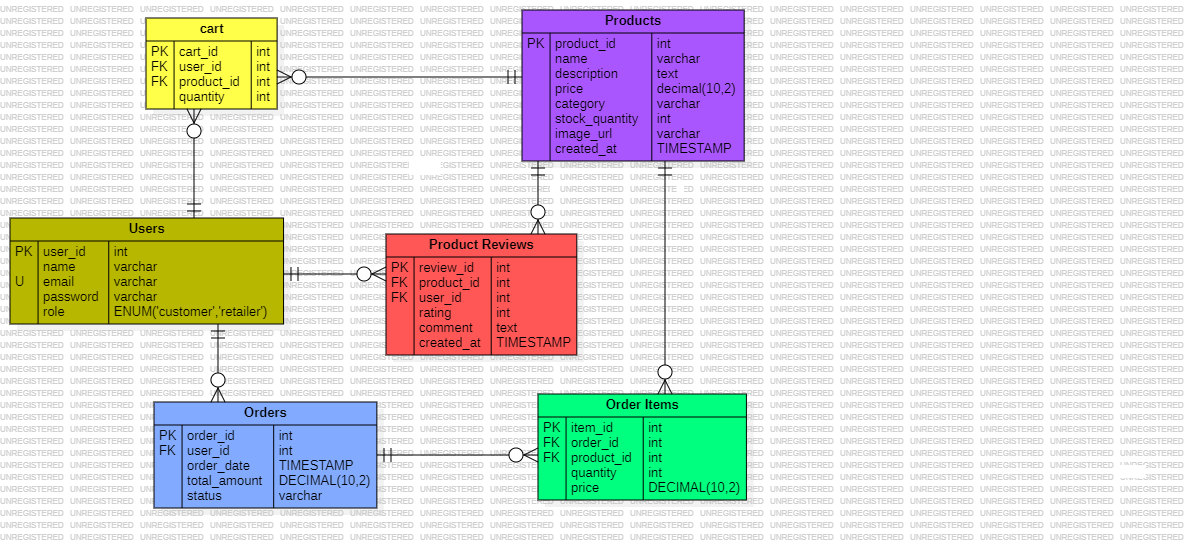 cart
PK cart_id int
FK user_id int
FK product_id int
quantity int
Products
PK product_id int
name varchar
description text
price decimal(10,2)
category varchar
stock_quantity int
image_url varchar
created_at TIMESTAMP
Users
PK user_id int
name varchar
U email varchar
password varchar
role ENUM('customer','retailer')
Product Reviews
PK review_id int
FK product_id int
FK user_id int
rating int
comment text
created_at TIMESTAMP
Orders
PK order_id int
FK user_id int
order_date TIMESTAMP
total_amount DECIMAL(10,2)
status varchar
Order Items
PK item_id int
FK order_id int
FK product_id int
quantity int
price DECIMAL(10,2)
UNREGISTERED